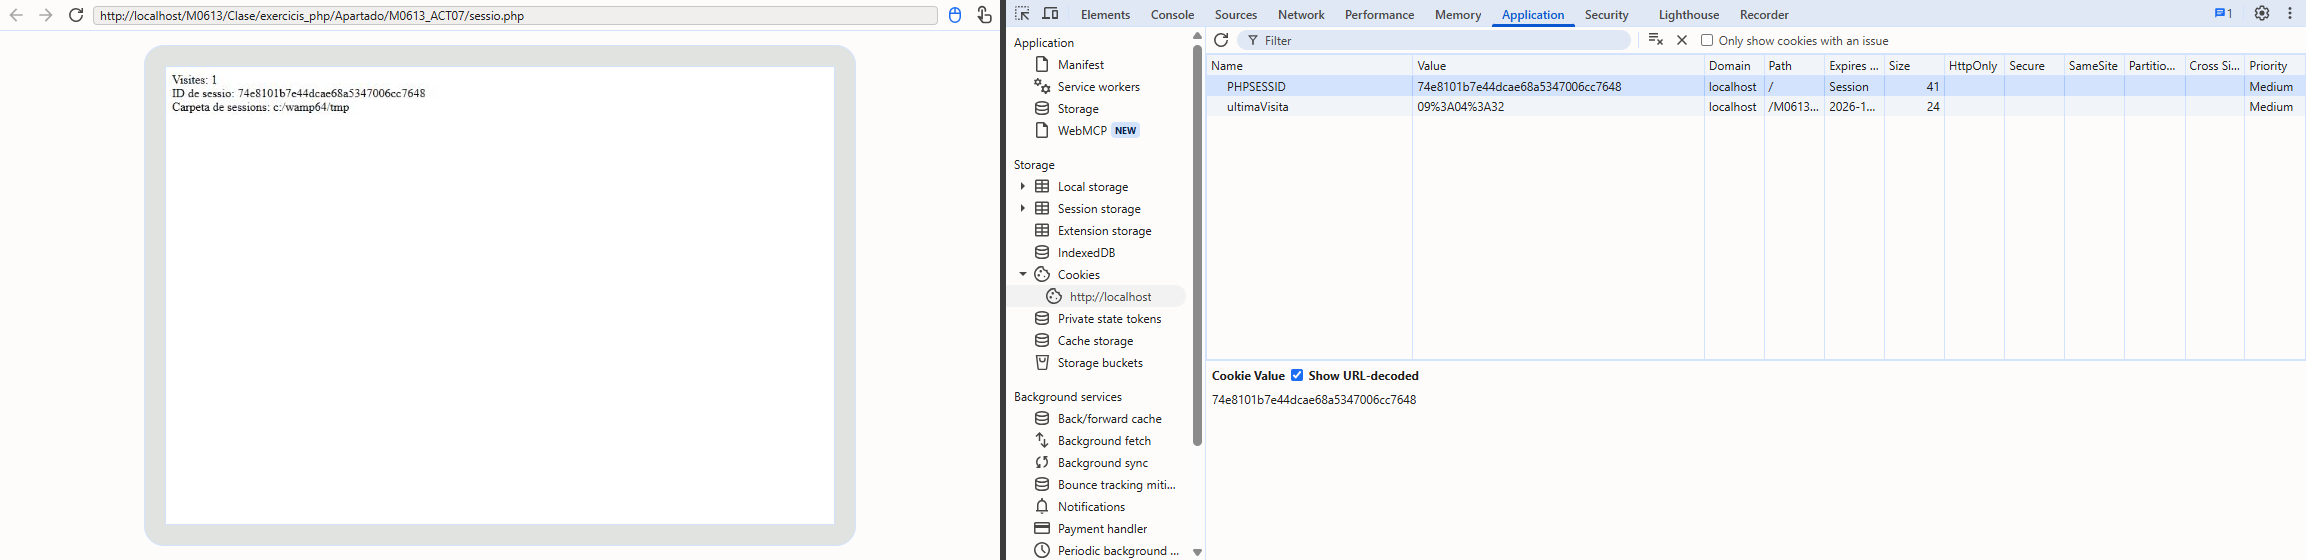 http://localhost/M0613/Clase/exercicis_php/Apartado/M0613_ACT07/sessio.php
Visites: 1
ID de sessio: 74e8101b7e44dcae68a5347006cc7648
Carpeta de sessions: c:/wamp64/tmp
Elements Console Sources Network Performance Memory Application Security Lighthouse Recorder 1
Application
Manifest
Service workers
Storage
WebMCP NEW
Storage
Local storage
Session storage
Extension storage
IndexedDB
Cookies
http://localhost
Private state tokens
Cache storage
Storage buckets
Background services
Back/forward cache
Background fetch
Background sync
Bounce tracking miti...
Notifications
Payment handler
Periodic background ...
Filter Only show cookies with an issue
Name Value Domain Path Expires ... Size HttpOnly Secure SameSite Partitio... Cross Si... Priority
PHPSESSID 74e8101b7e44dcae68a5347006cc7648 localhost / Session 41 Medium
ultimaVisita 09%3A04%3A32 localhost /M0613... 2026-1... 24 Medium
Cookie Value Show URL-decoded
74e8101b7e44dcae68a5347006cc7648